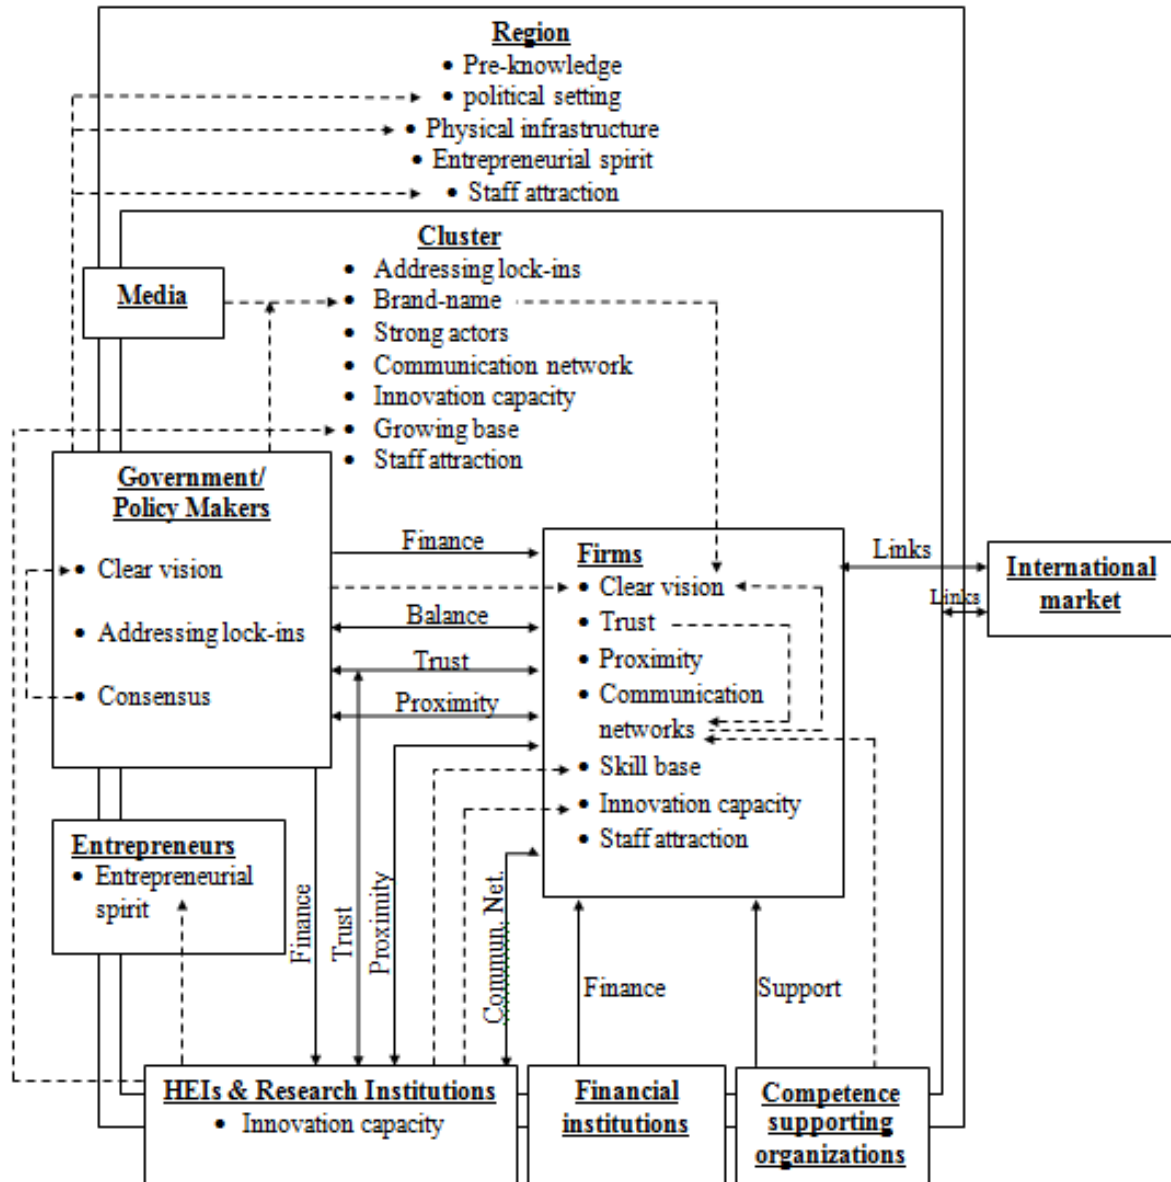 Region
• Pre-knowledge
• political setting
• Physical infrastructure
• Entrepreneurial spirit
• Staff attraction
Cluster
• Addressing lock-ins
• Brand-name
• Strong actors
• Communication network
• Innovation capacity
• Growing base
• Staff attraction
Media
Government/
Policy Makers
• Clear vision
• Addressing lock-ins
• Consensus
Finance
Balance
Trust
Proximity
Firms
• Clear vision
• Trust
• Proximity
• Communication
networks
• Skill base
• Innovation capacity
• Staff attraction
Links
Links
International
market
Entrepreneurs
• Entrepreneurial
spirit
Finance
Trust
Proximity
Commun. Net.
Finance
Support
HEIs & Research Institutions
• Innovation capacity
Financial
institutions
Competence
supporting
organizations